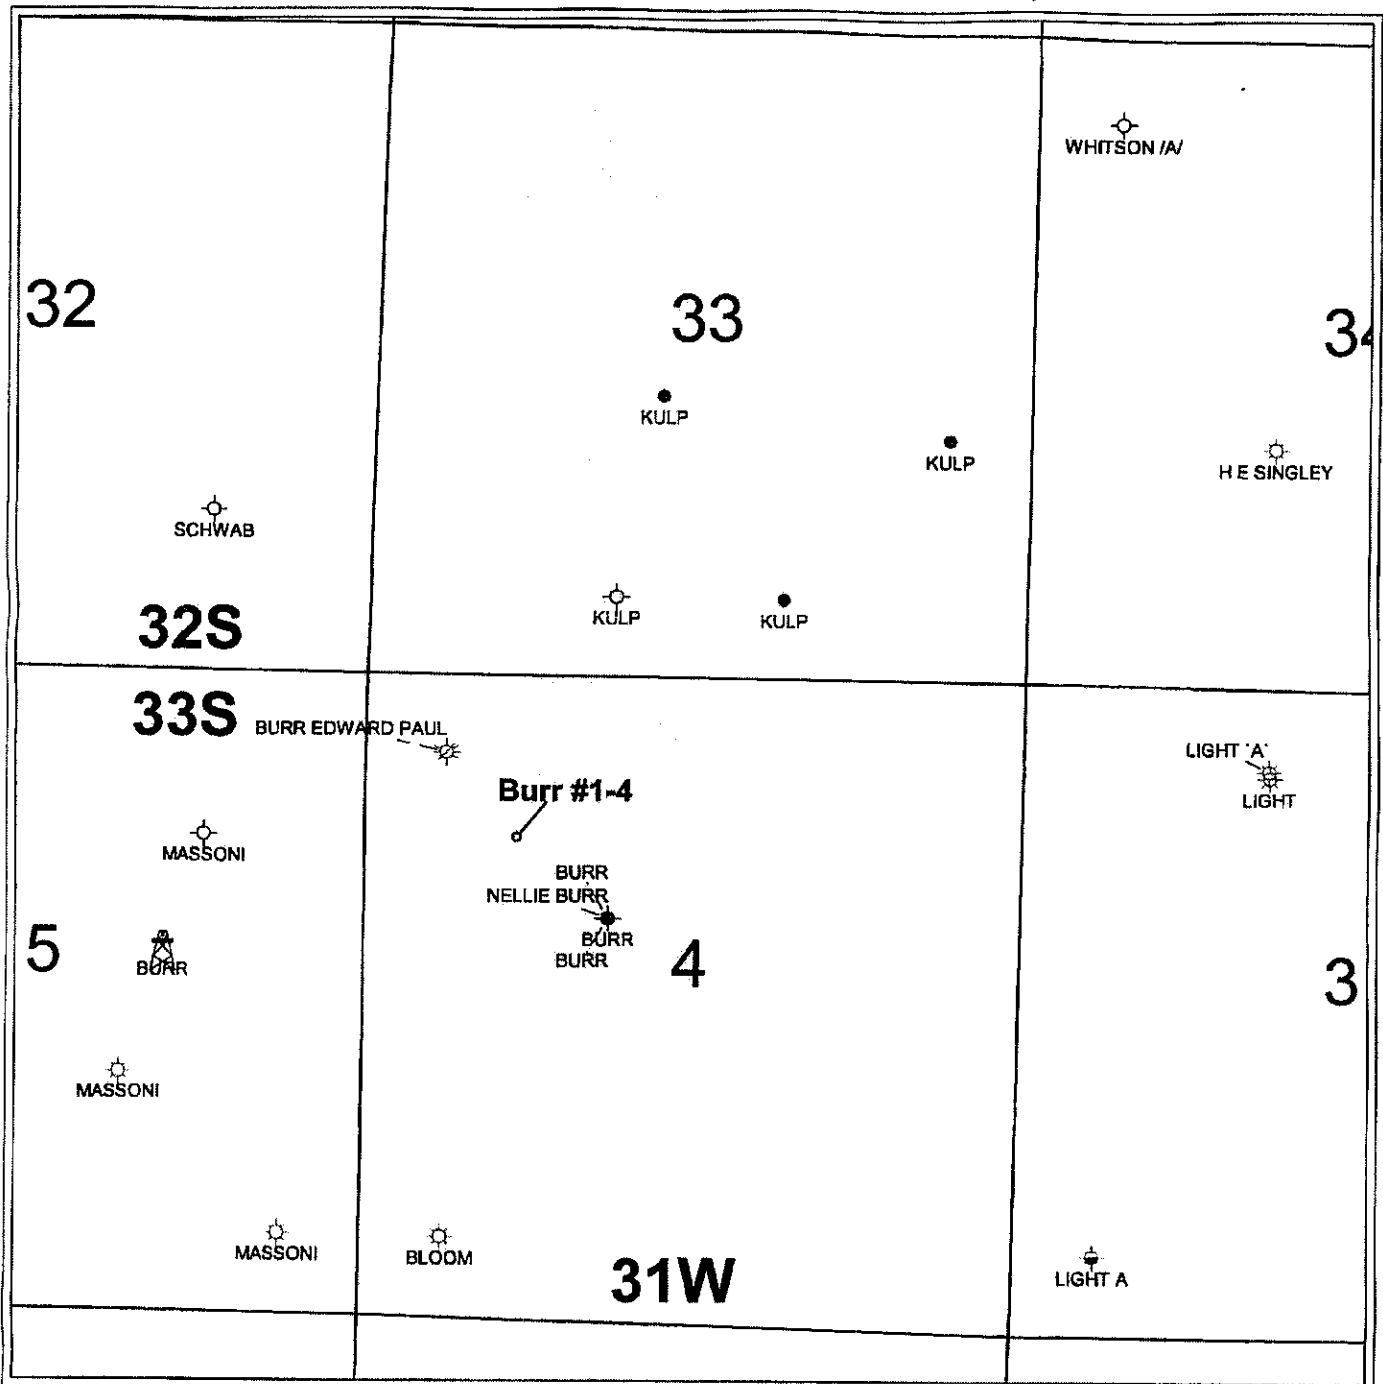 WHITSON /A/
32
33
34
KULP
KULP
H E SINGLEY
SCHWAB
KULP
KULP
32S
33S
BURR EDWARD PAUL
LIGHT 'A'
Burr #1-4
LIGHT
MASSONI
BURR
NELLIE BURR
BURR
BURR
5
BURR
4
3
MASSONI
MASSONI
BLOOM
31W
LIGHT A